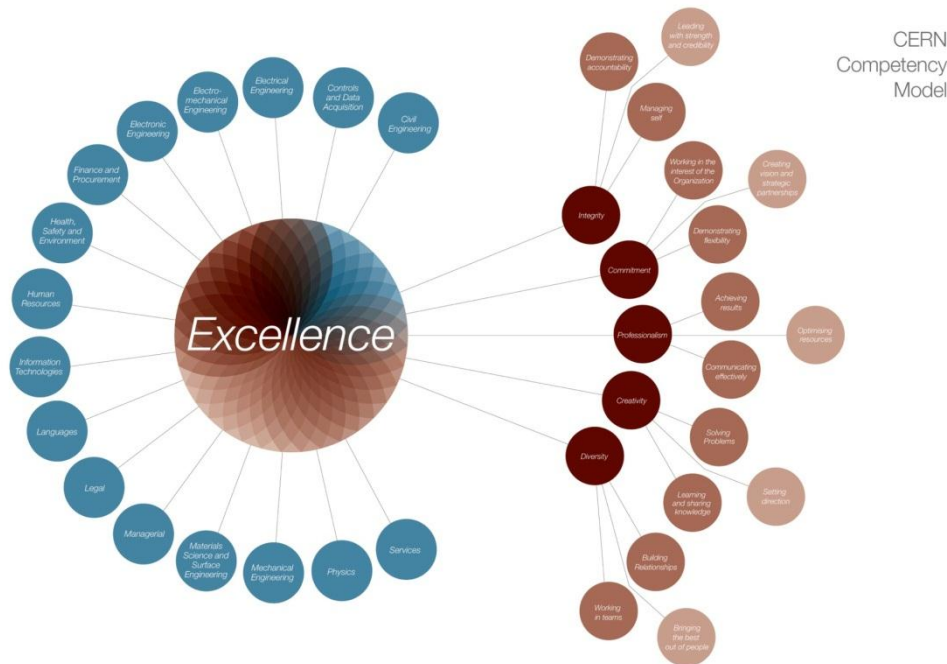 CERN
Competency
Model
Excellence
Civil
Engineering
Controls
and Data
Acquisition
Electrical
Engineering
Electro-
mechanical
Engineering
Electronic
Engineering
Finance and
Procurement
Health,
Safety and
Environment
Human
Resources
Information
Technologies
Languages
Legal
Managerial
Materials
Science and
Surface
Engineering
Mechanical
Engineering
Physics
Services
Integrity
Demonstrating
accountability
Leading
with strength
and credibility
Managing
self
Commitment
Working in the
interest of the
Organization
Creating
vision and
strategic
partnerships
Demonstrating
flexibility
Professionalism
Achieving
results
Optimising
resources
Communicating
effectively
Creativity
Solving
Problems
Setting
direction
Learning
and sharing
knowledge
Diversity
Building
Relationships
Bringing
the best
out of people
Working
in teams